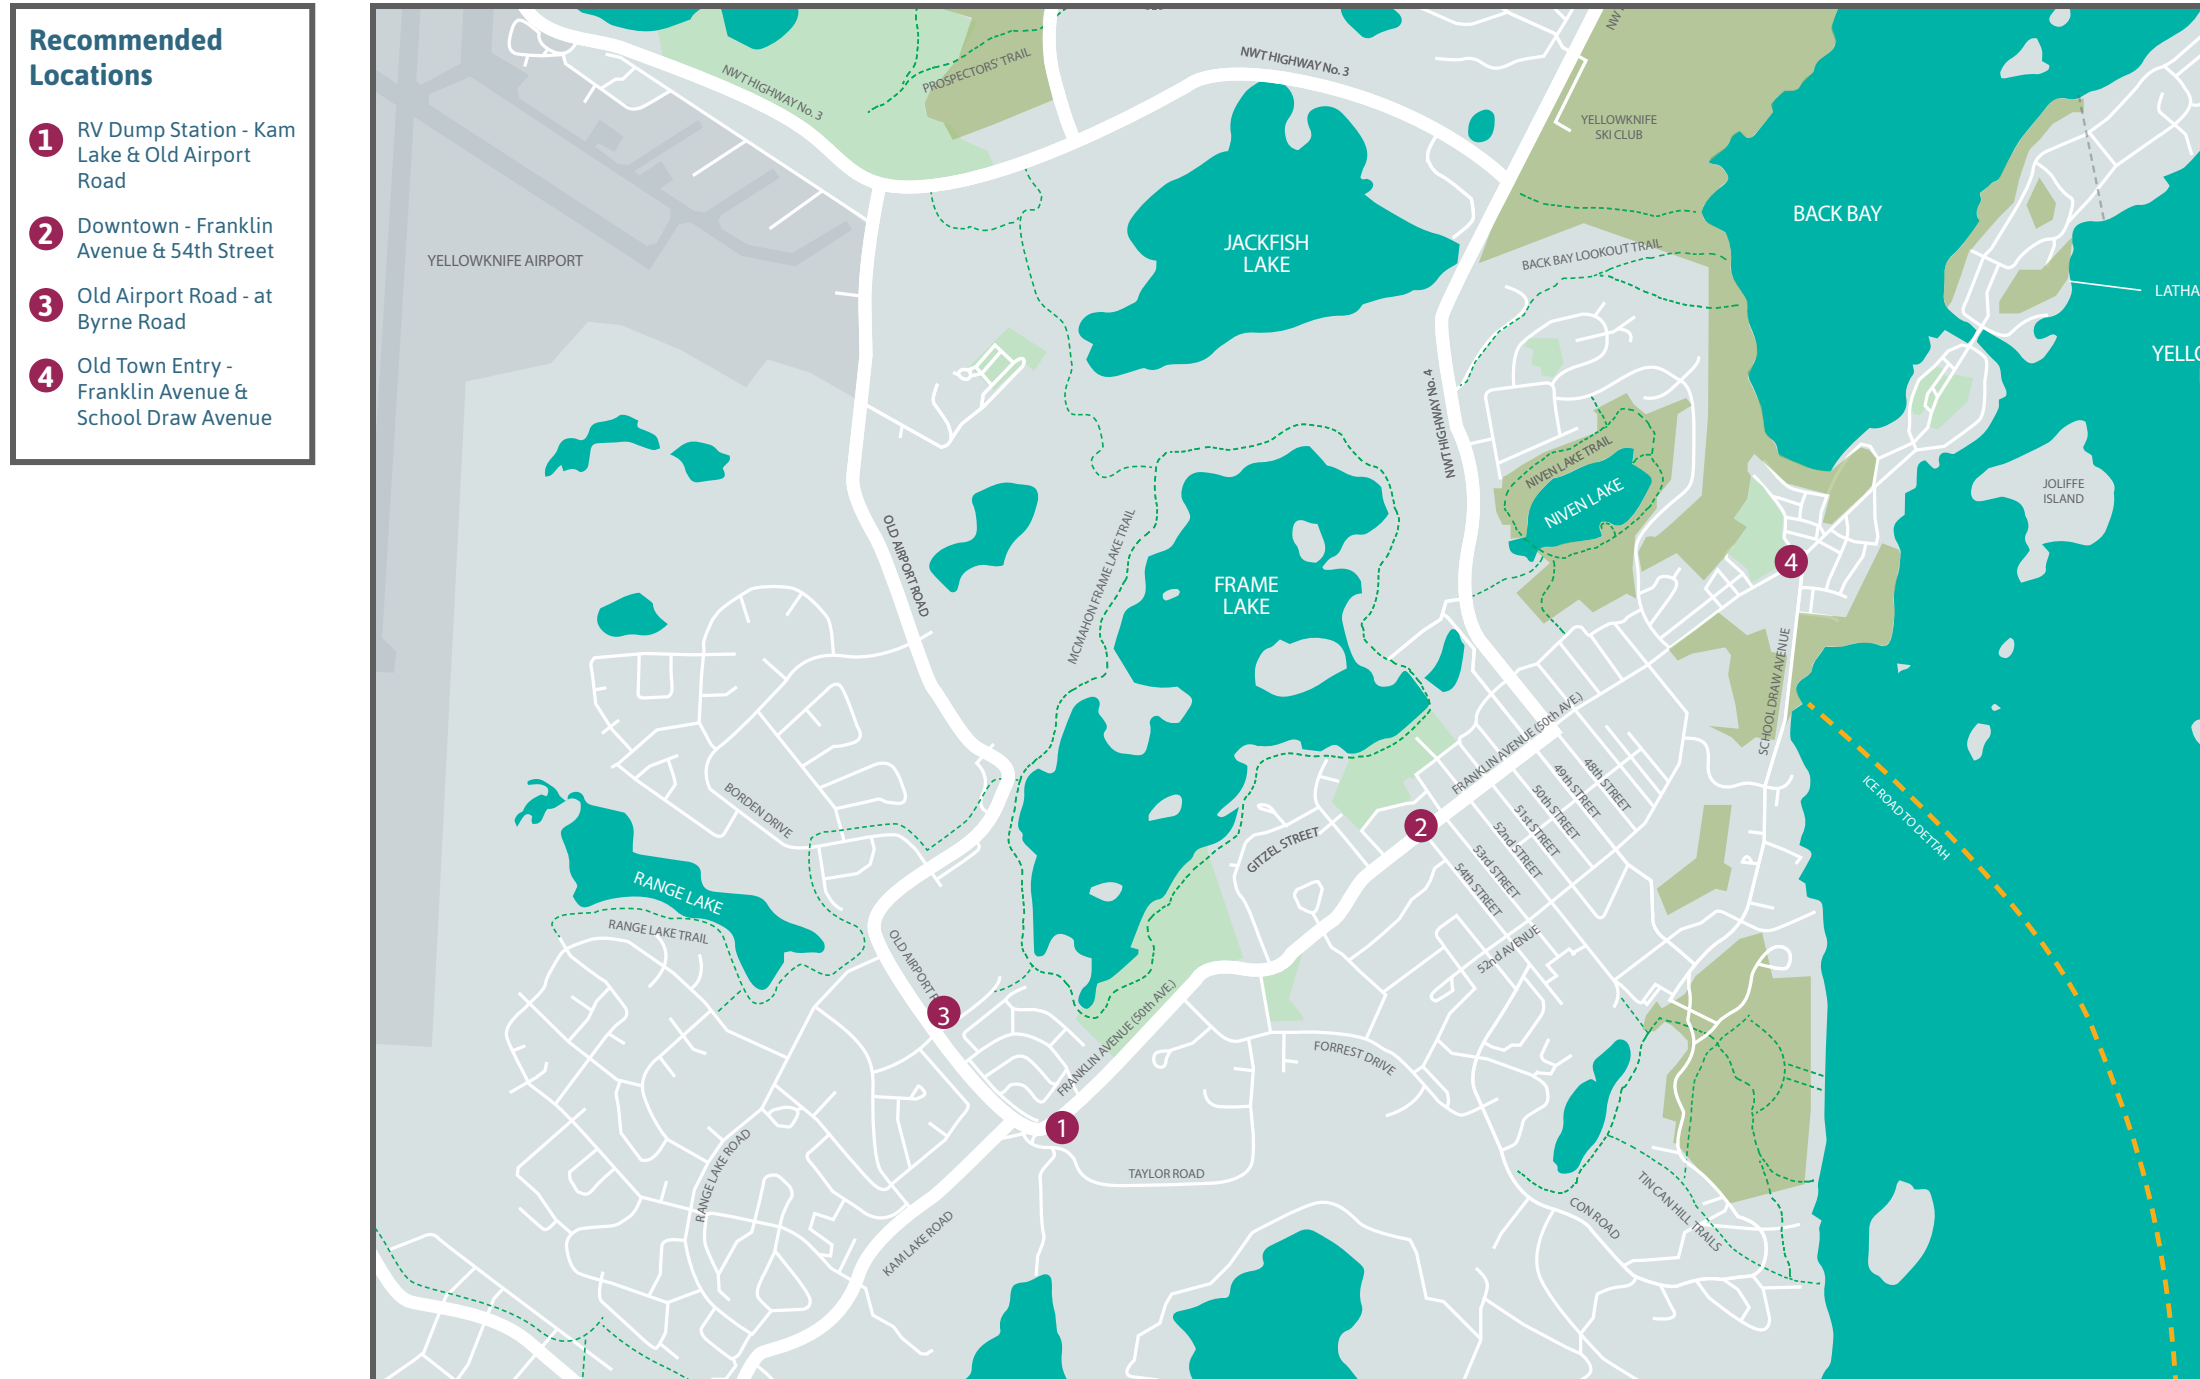 Recommended
Locations
1
RV Dump Station - Kam
Lake & Old Airport
Road
2
Downtown - Franklin
Avenue & 54th Street
3
Old Airport Road - at
Byrne Road
4
Old Town Entry -
Franklin Avenue &
School Draw Avenue
NWT HIGHWAY No. 3
PROSPECTORS' TRAIL
NWT HIGHWAY No. 3
YELLOWKNIFE
SKI CLUB
BACK BAY
YELLOWKNIFE AIRPORT
JACKFISH
LAKE
BACK BAY LOOKOUT TRAIL
NWT HIGHWAY No. 4
NIVEN LAKE TRAIL
NIVEN LAKE
JOLIFFE
ISLAND
OLD AIRPORT ROAD
MCMAHON FRAME LAKE TRAIL
FRAME
LAKE
4
SCHOOL DRAW AVENUE
FRANKLIN AVENUE (50th AVE.)
48th STREET
49th STREET
50th STREET
51st STREET
52nd STREET
53rd STREET
54th STREET
52nd AVENUE
ICE ROAD TO DETTAH
BORDEN DRIVE
2
GITZEL STREET
RANGE LAKE
RANGE LAKE TRAIL
OLD AIRPORT
3
FRANKLIN AVENUE (50th AVE.)
FORREST DRIVE
1
TAYLOR ROAD
RANGE LAKE ROAD
KAM LAKE ROAD
CON ROAD
TIN CAN HILL TRAILS